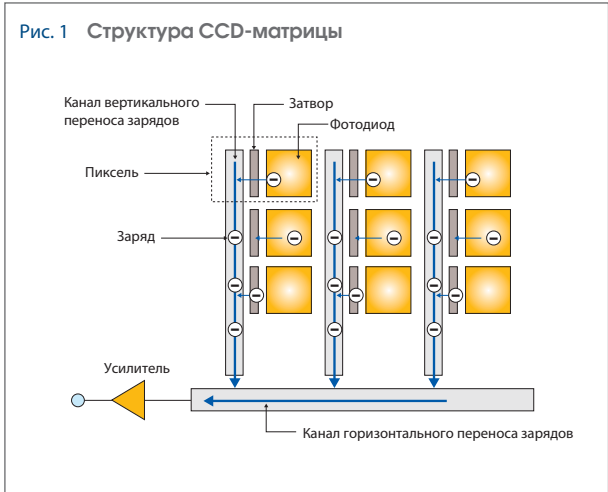 Рис. 1 Структура CCD-матрицы
Канал вертикального
переноса зарядов
Затвор
Фотодиод
Пиксель
Заряд
Усилитель
Канал горизонтального переноса зарядов